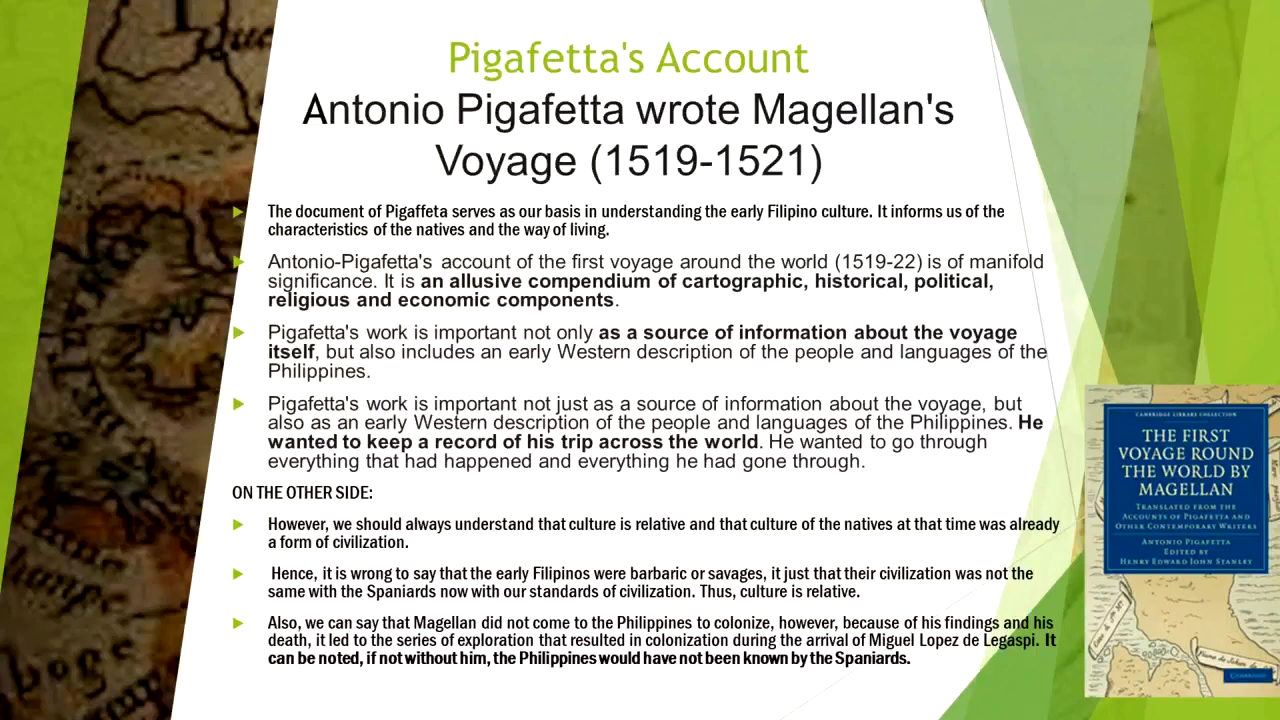 Pigafetta's Account
Antonio Pigafetta wrote Magellan's
Voyage (1519-1521)
The document of Pigaffeta serves as our basis in understanding the early Filipino culture. It informs us of the
characteristics of the natives and the way of living.
Antonio-Pigafetta's account of the first voyage around the world (1519-22) is of manifold
significance. It is an allusive compendium of cartographic, historical, political,
religious and economic components.
Pigafetta's work is important not only as a source of information about the voyage
itself, but also includes an early Western description of the people and languages of the
Philippines.
Pigafetta's work is important not just as a source of information about the voyage, but
also as an early Western description of the people and languages of the Philippines. He
wanted to keep a record of his trip across the world. He wanted to go through
everything that had happened and everything he had gone through.
ON THE OTHER SIDE:
However, we should always understand that culture is relative and that culture of the natives at that time was already
a form of civilization.
Hence, it is wrong to say that the early Filipinos were barbaric or savages, it just that their civilization was not the
same with the Spaniards now with our standards of civilization. Thus, culture is relative.
Also, we can say that Magellan did not come to the Philippines to colonize, however, because of his findings and his
death, it led to the series of exploration that resulted in colonization during the arrival of Miguel Lopez de Legaspi. It
can be noted, if not without him, the Philippines would have not been known by the Spaniards.
CAMBRIDGE LIBRARY COLLECTION
THE FIRST
VOYAGE ROUND
THE WORLD BY
MAGELLAN
TRANSLATED FROM THE
ACCOUNTS OF PIGAFETTA AND
OTHER CONTEMPORARY WRITERS
ANTONIO PIGAFETTA
EDITED BY
HENRY EDWARD JOHN STANLEY
CAMBRIDGE